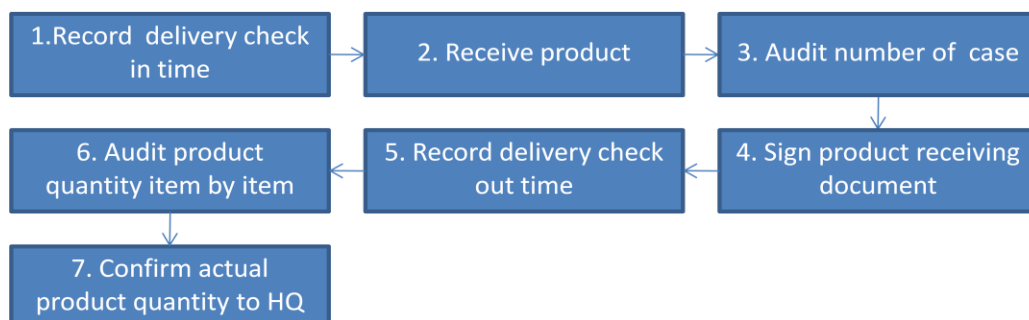 1.Record delivery check
in time
2. Receive product
3. Audit number of case
4. Sign product receiving
document
5. Record delivery check
out time
6. Audit product
quantity item by item
7. Confirm actual
product quantity to HQ